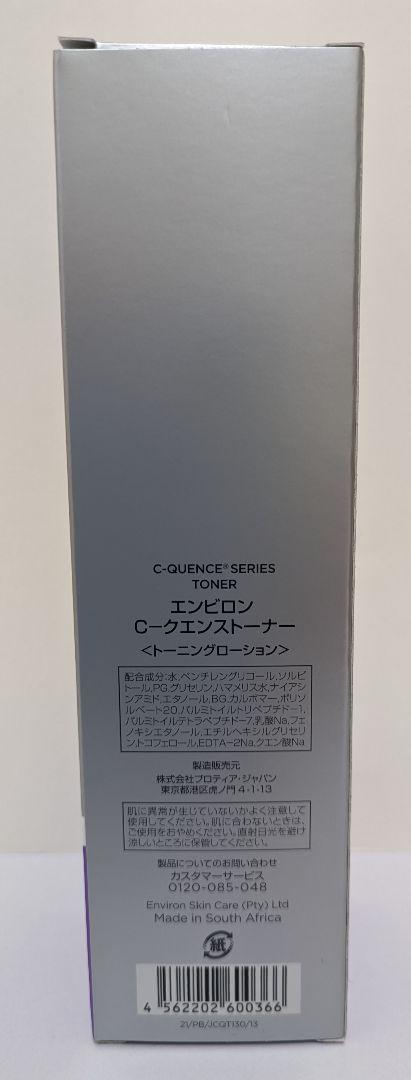 C-QUENCE® SERIES
TONER
エンビロン
C−クエンストーナー
<トーニングローション>
配合成分:水,ペンチレングリコール,ソルビ
トール,PG,グリセリン,ハマメリス水,ナイアシ
ンアミド,エタノール,BG,カルボマー,ポリソ
ルベート20,パルミトイルトリペプチド-1,
パルミトイルテトラペプチド-7,乳酸Na,フェ
ノキシエタノール,エチルヘキシルグリセリ
ン,トコフェロール,EDTA-2Na,クエン酸Na
製造販売元
株式会社プロティア・ジャパン
東京都港区虎ノ門 4-1-13
肌に異常が生じていないかよく注意して
使用してください。肌に合わないときは、
ご使用をおやめください。直射日光を避け
涼しいところに保管してください。
製品についてのお問い合わせ
カスタマーサービス
0120-085-048
Environ Skin Care (Pty) Ltd
Made in South Africa
紙
4 562202 600366
21/PB/JCQT130/13